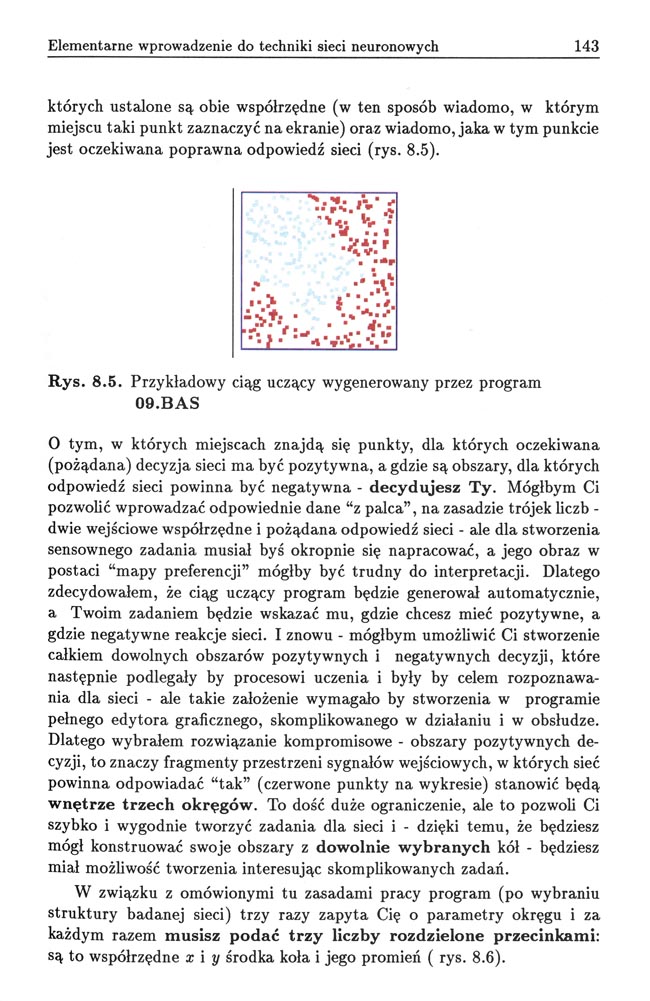 Elementarne wprowadzenie do techniki sieci neuronowych 143
których ustalone są obie współrzędne (w ten sposób wiadomo, w którym
miejscu taki punkt zaznaczyć na ekranie) oraz wiadomo, jaka w tym punkcie
jest oczekiwana poprawna odpowiedź sieci (rys. 8.5).
Rys. 8.5. Przykładowy ciąg uczący wygenerowany przez program
09.BAS
O tym, w których miejscach znajdą się punkty, dla których oczekiwana
(pożądana) decyzja sieci ma być pozytywna, a gdzie są obszary, dla których
odpowiedź sieci powinna być negatywna - decydujesz Ty. Mógłbym Ci
pozwolić wprowadzać odpowiednie dane “z palca”, na zasadzie trójek liczb -
dwie wejściowe współrzędne i pożądana odpowiedź sieci - ale dla stworzenia
sensownego zadania musiał byś okropnie się napracować, a jego obraz w
postaci “mapy preferencji” mógłby być trudny do interpretacji. Dlatego
zdecydowałem, że ciąg uczący program będzie generował automatycznie,
a Twoim zadaniem będzie wskazać mu, gdzie chcesz mieć pozytywne, a
gdzie negatywne reakcje sieci. I znowu - mógłbym umożliwić Ci stworzenie
całkiem dowolnych obszarów pozytywnych i negatywnych decyzji, które
następnie podlegały by procesowi uczenia i były by celem rozpoznawa-
nia dla sieci - ale takie założenie wymagało by stworzenia w programie
pełnego edytora graficznego, skomplikowanego w działaniu i w obsłudze.
Dlatego wybrałem rozwiązanie kompromisowe - obszary pozytywnych de-
cyzji, to znaczy fragmenty przestrzeni sygnałów wejściowych, w których sieć
powinna odpowiadać “tak” (czerwone punkty na wykresie) stanowić będą
wnętrze trzech okręgów. To dość duże ograniczenie, ale to pozwoli Ci
szybko i wygodnie tworzyć zadania dla sieci i - dzięki temu, że będziesz
mógł konstruować swoje obszary z dowolnie wybranych kół - będziesz
miał możliwość tworzenia interesując skomplikowanych zadań.
W związku z omówionymi tu zasadami pracy program (po wybraniu
struktury badanej sieci) trzy razy zapyta Cię o parametry okręgu i za
każdym razem musisz podać trzy liczby rozdzielone przecinkami:
są to współrzędne x i y środka koła i jego promień ( rys. 8.6).